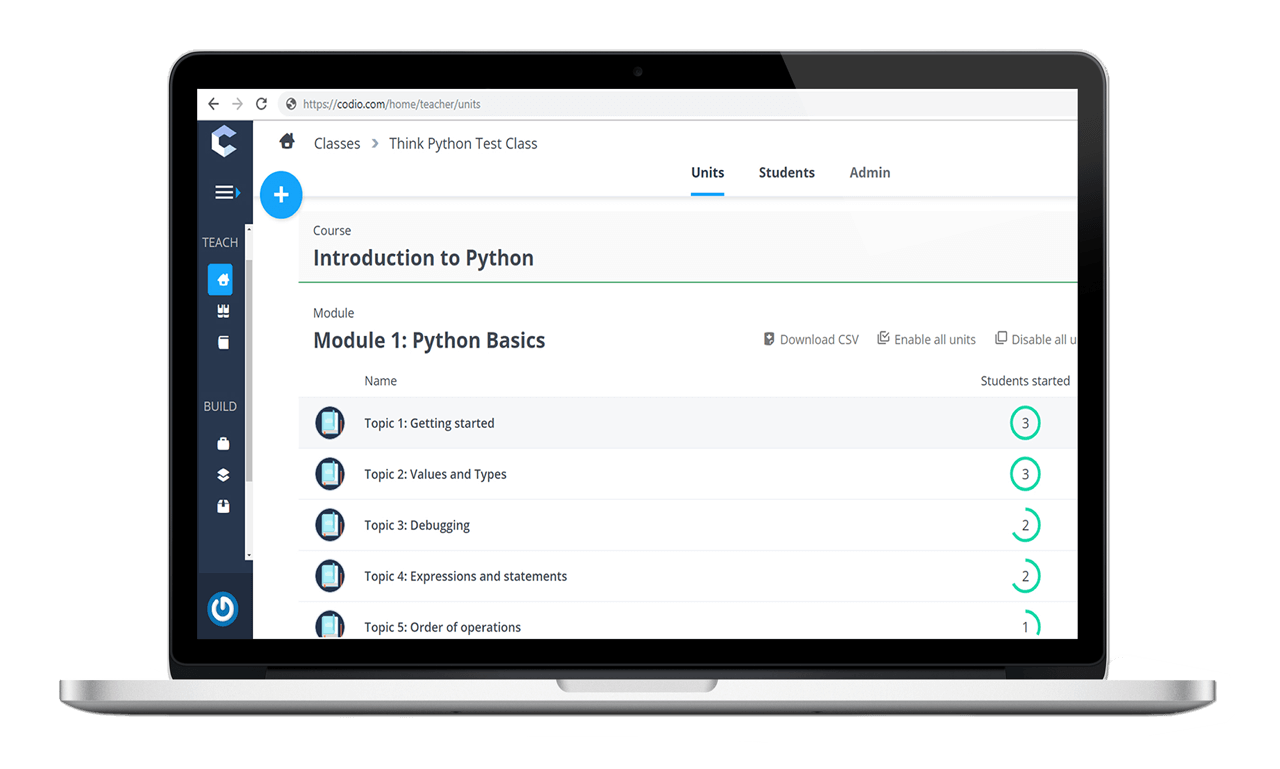 https://codio.com/home/teacher/units
Classes > Think Python Test Class
Units Students Admin
TEACH
Course
Introduction to Python
Module
Module 1: Python Basics
Download CSV Enable all units Disable all u
Name Students started
BUILD
Topic 1: Getting started 3
Topic 2: Values and Types 3
Topic 3: Debugging 2
Topic 4: Expressions and statements 2
Topic 5: Order of operations 1